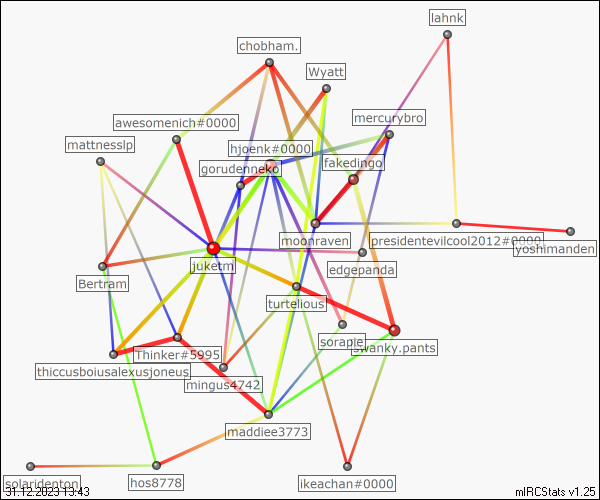 lahnk
chobham.
Wyatt
mercurybro
awesomenich#0000
mattnesslp
hjoenk#0000
fakedingo
gorudenneko
moonraven
presidentevilcool2012#0000
yoshimanden
juketm
edgepanda
Bertram
turtelious
sorapie
swanky.pants
Thinker#5995
thiccusboiusalexusjoneus
mingus4742
maddiee3773
solaridenton
hos8778
ikeachan#0000
31.12.2023 13:43
mIRCStats v1.25